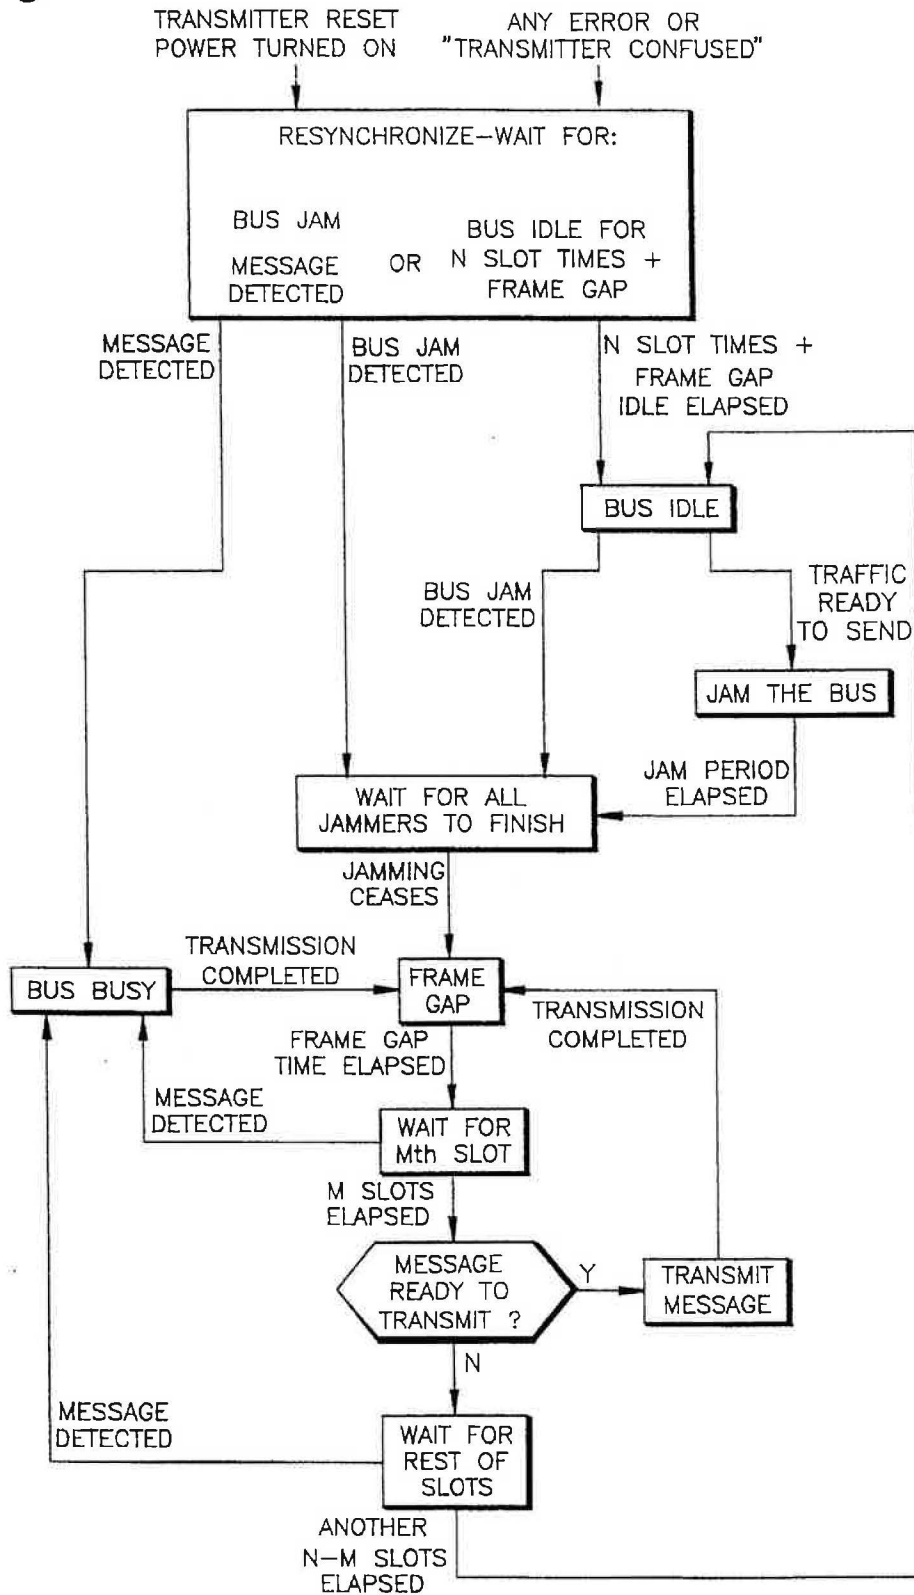 TRANSMITTER RESET
POWER TURNED ON
ANY ERROR OR
"TRANSMITTER CONFUSED"
RESYNCHRONIZE-WAIT FOR:
BUS JAM
MESSAGE
DETECTED
OR
BUS IDLE FOR
N SLOT TIMES +
FRAME GAP
MESSAGE
DETECTED
BUS JAM
DETECTED
N SLOT TIMES +
FRAME GAP
IDLE ELAPSED
BUS IDLE
BUS JAM
DETECTED
TRAFFIC
READY
TO SEND
JAM THE BUS
JAM PERIOD
ELAPSED
WAIT FOR ALL
JAMMERS TO FINISH
JAMMING
CEASES
BUS BUSY
TRANSMISSION
COMPLETED
FRAME
GAP
TRANSMISSION
COMPLETED
FRAME GAP
TIME ELAPSED
MESSAGE
DETECTED
WAIT FOR
Mth SLOT
M SLOTS
ELAPSED
MESSAGE
READY TO
TRANSMIT ?
Y
TRANSMIT
MESSAGE
N
MESSAGE
DETECTED
WAIT FOR
REST OF
SLOTS
ANOTHER
N-M SLOTS
ELAPSED